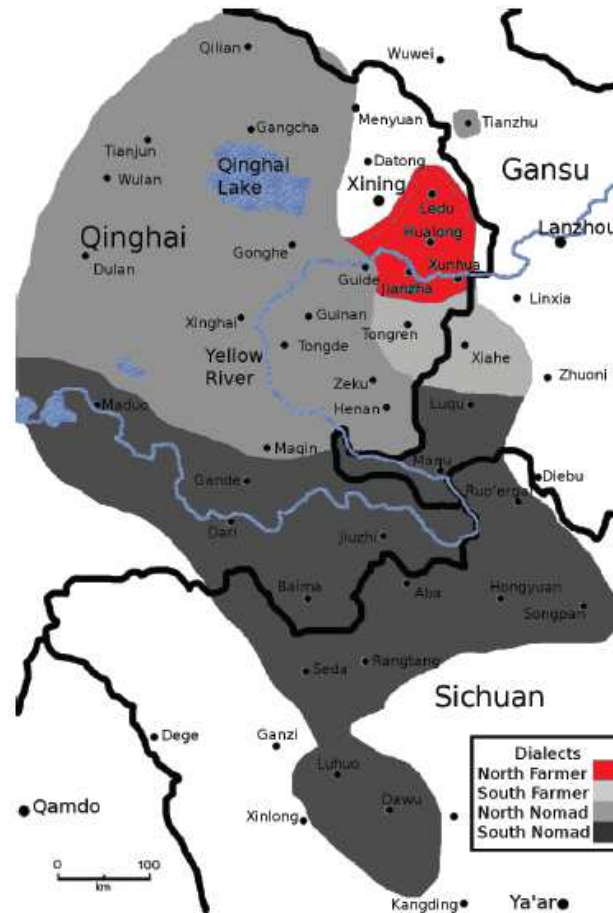 Qilian
Wuwei
Menyuan
Tianzhu
Gangcha
Tianjun
Datong
Qinghai
Lake
Wulan
Xining
Gansu
Ledu
Qinghai
Hualong
Lanzhou
Gonghe
Dulan
Guide
Xunhua
Jianzha
Linxia
Xinghai
Guinan
Tongren
Tongde
Xiahe
Yellow
River
Zeku
Zhuoni
Maduo
Henan
Luqu
Maqin
Maqu
Diebu
Gande
Ruo'ergai
Dari
Jiuzhi
Baima
Aba
Hongyuan
Songpan
Seda
Rangtang
Sichuan
Dege
Ganzi
Luhuo
Dialects
North Farmer
South Farmer
North Nomad
South Nomad
Qamdo
Xinlong
Dawu
0 100
km
Kangding
Ya'ar